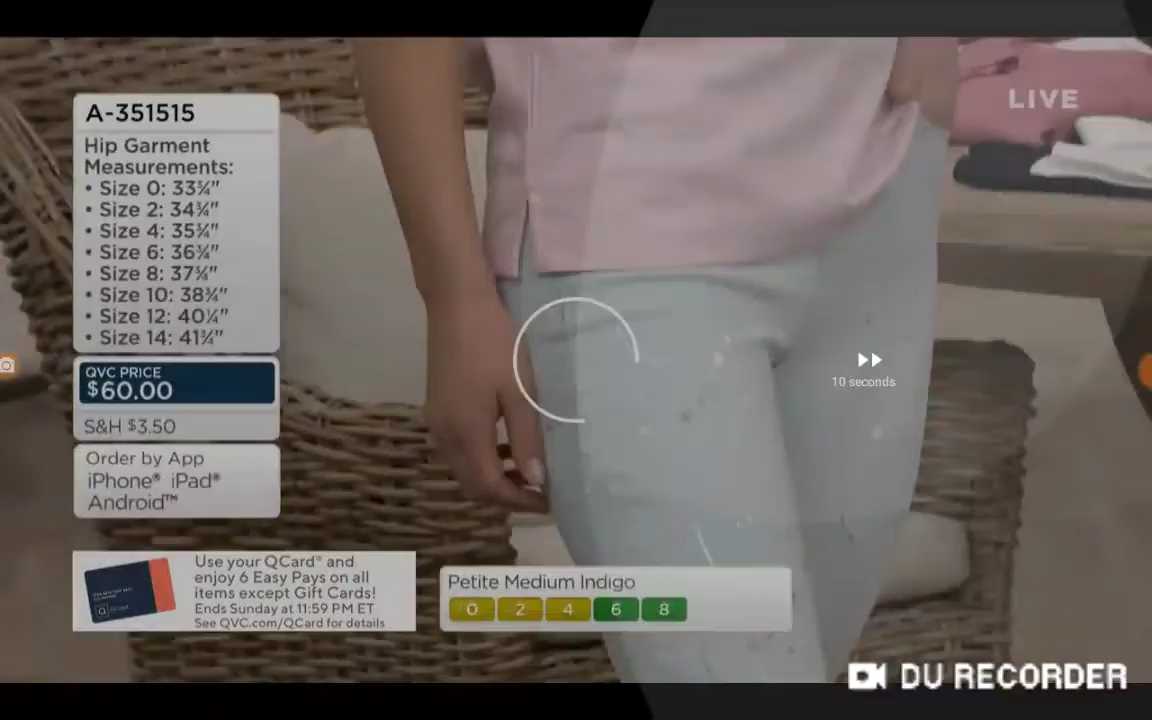 A-351515
LIVE
Hip Garment
Measurements:
• Size 0: 33¾"
• Size 2: 34¾"
• Size 4: 35¾"
• Size 6: 36¾"
• Size 8: 37¾"
• Size 10: 38¾"
• Size 12: 40¼"
• Size 14: 41¾"
QVC PRICE
$60.00
S&H $3.50
10 seconds
Order by App
iPhone® iPad®
Android™
Use your QCard® and
enjoy 6 Easy Pays on all
items except Gift Cards!
Ends Sunday at 11:59 PM ET
See QVC.com/QCard for details
Petite Medium Indigo
0 2 4 6 8
DU RECORDER